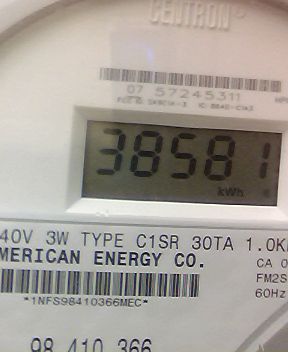 CENTRON
07 57245311
38581
kWh
40V 3W TYPE C1SR 30TA 1.0K
MERICAN ENERGY CO.
CA 0
FM2S
60Hz
*1NFS98410366MEC*
98 410 366